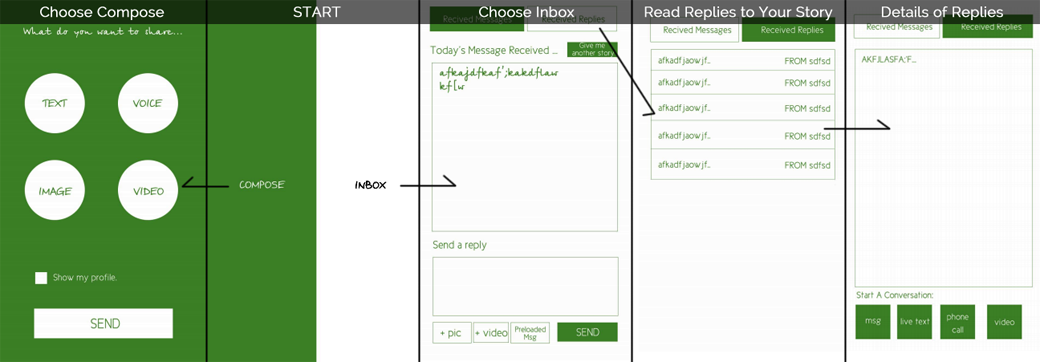 Choose Compose
What do you want to share...
TEXT
VOICE
IMAGE
VIDEO
Show my profile.
SEND
START
COMPOSE
INBOX
Choose Inbox
Recived Messages
Received Replies
Today's Message Received ...
Give me
another story
afkajdfkaf';kakdflaw
kf[w
Send a reply
+ pic
+ video
Preloaded
Msg
SEND
Read Replies to Your Story
Recived Messages
Received Replies
afkadfjaowjf... FROM sdfsd
afkadfjaowjf... FROM sdfsd
afkadfjaowjf... FROM sdfsd
afkadfjaowjf... FROM sdfsd
afkadfjaowjf... FROM sdfsd
Details of Replies
Recived Messages
Received Replies
AKFJLASFA;'F...
Start A Conversation:
msg
live text
phone
call
video